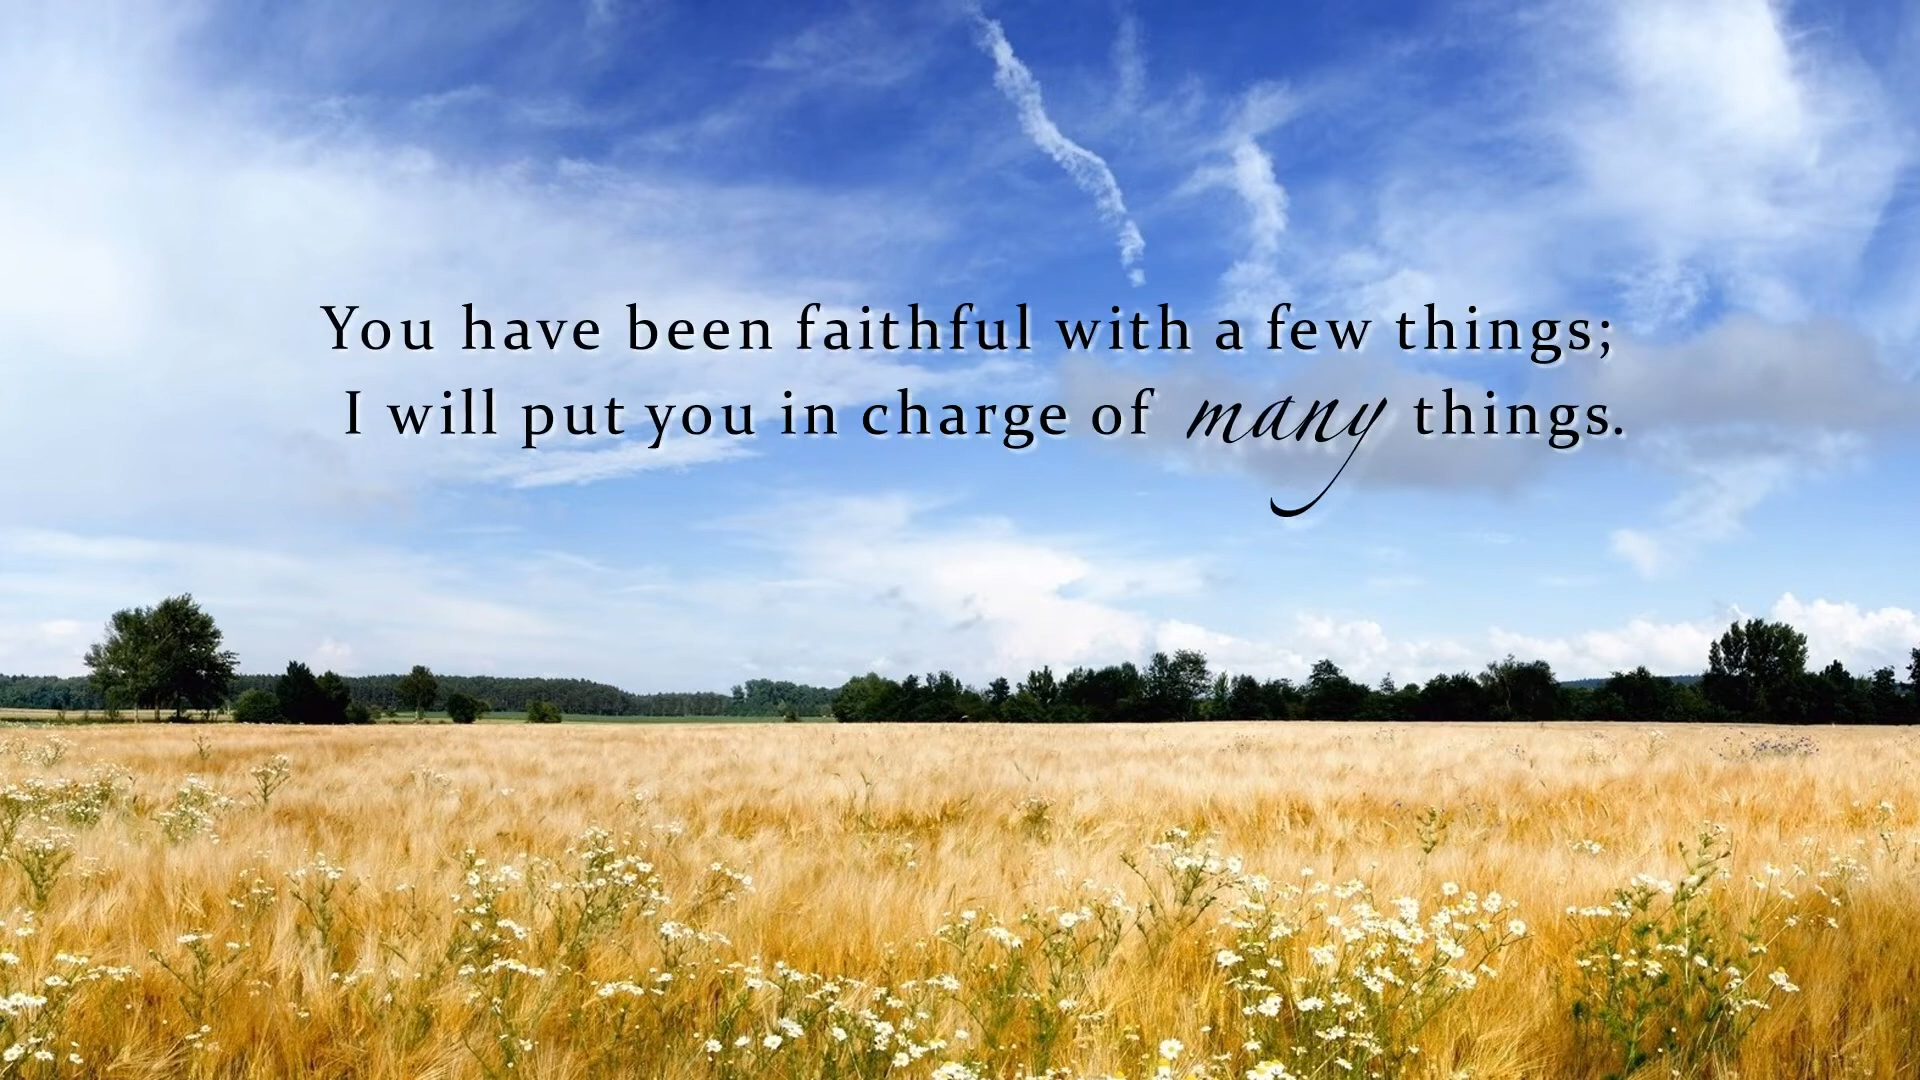 You have been faithful with a few things;
I will put you in charge of many things.